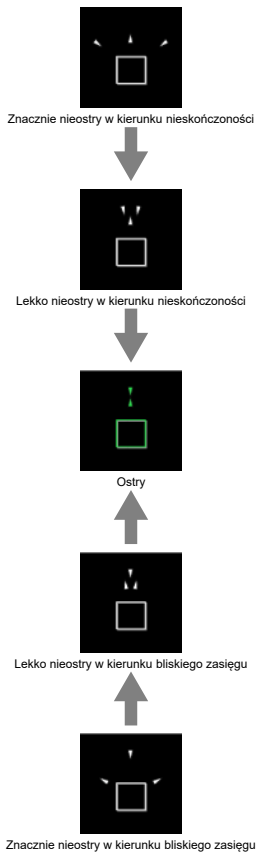 Znacznie nieostry w kierunku nieskończoności
Lekko nieostry w kierunku nieskończoności
Ostry
Lekko nieostry w kierunku bliskiego zasięgu
Znacznie nieostry w kierunku bliskiego zasięgu